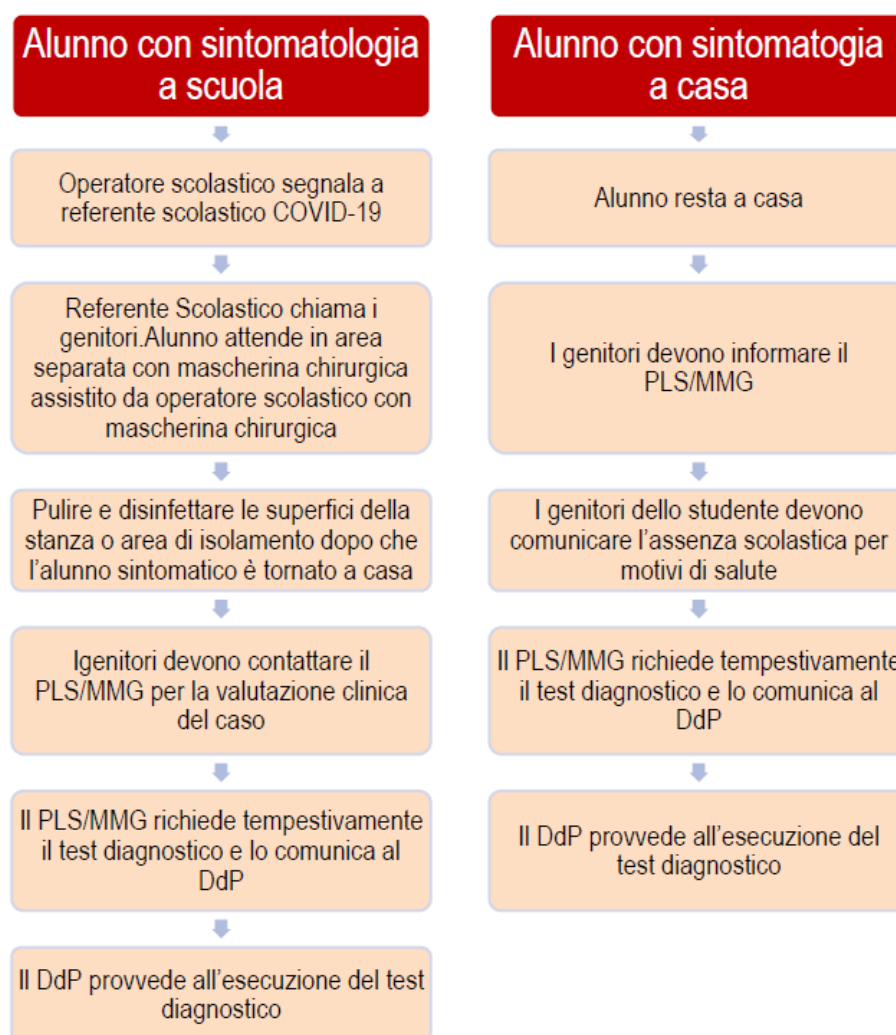 Alunno con sintomatologia
a scuola
Operatore scolastico segnala a
referente scolastico COVID-19
Referente Scolastico chiama i
genitori.Alunno attende in area
separata con mascherina chirurgica
assistito da operatore scolastico con
mascherina chirurgica
Pulire e disinfettare le superfici della
stanza o area di isolamento dopo che
l'alunno sintomatico è tornato a casa
Igenitori devono contattare il
PLS/MMG per la valutazione clinica
del caso
Il PLS/MMG richiede tempestivamente
il test diagnostico e lo comunica al
DdP
Il DdP provvede all'esecuzione del test
diagnostico
Alunno con sintomatogia
a casa
Alunno resta a casa
I genitori devono informare il
PLS/MMG
I genitori dello studente devono
comunicare l'assenza scolastica per
motivi di salute
Il PLS/MMG richiede tempestivamente
il test diagnostico e lo comunica al
DdP
Il DdP provvede all'esecuzione del
test diagnostico